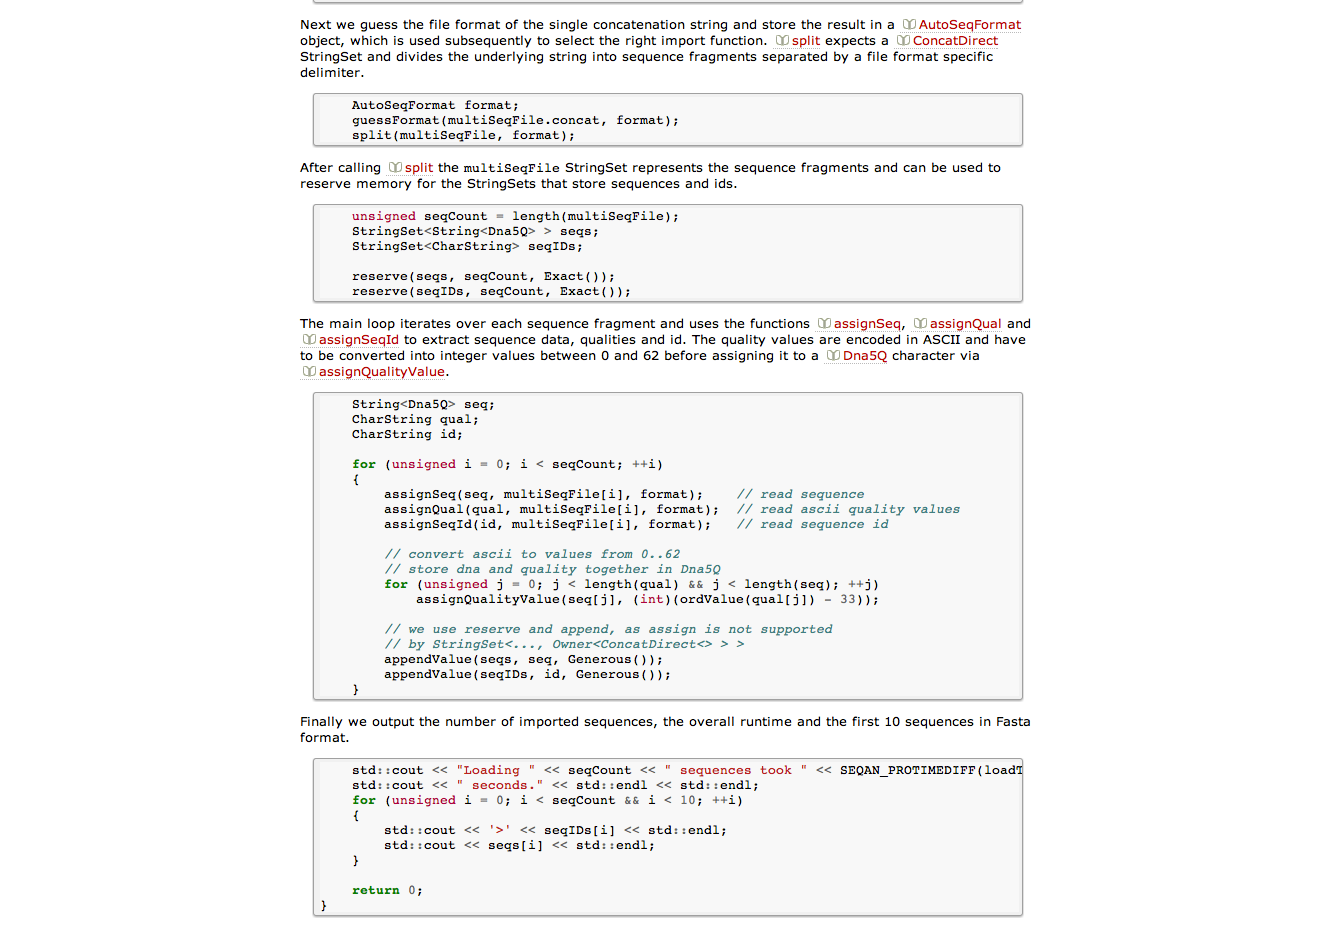 Next we guess the file format of the single concatenation string and store the result in a AutoSeqFormat
object, which is used subsequently to select the right import function. split expects a ConcatDirect
StringSet and divides the underlying string into sequence fragments separated by a file format specific
delimiter.
AutoSeqFormat format;
guessFormat(multiSeqFile.concat, format);
split(multiSeqFile, format);
After calling split the multiSeqFile StringSet represents the sequence fragments and can be used to
reserve memory for the StringSets that store sequences and ids.
unsigned seqCount = length(multiSeqFile);
StringSet<String<Dna5Q> > seqs;
StringSet<CharString> seqIDs;
reserve(seqs, seqCount, Exact());
reserve(seqIDs, seqCount, Exact());
The main loop iterates over each sequence fragment and uses the functions assignSeq, assignQual and
assignSeqId to extract sequence data, qualities and id. The quality values are encoded in ASCII and have
to be converted into integer values between 0 and 62 before assigning it to a Dna5Q character via
assignQualityValue.
String<Dna5Q> seq;
CharString qual;
CharString id;
for (unsigned i = 0; i < seqCount; ++i)
{
assignSeq(seq, multiSeqFile[i], format);    // read sequence
assignQual(qual, multiSeqFile[i], format);  // read ascii quality values
assignSeqId(id, multiSeqFile[i], format);   // read sequence id
// convert ascii to values from 0..62
// store dna and quality together in Dna5Q
for (unsigned j = 0; j < length(qual) && j < length(seq); ++j)
assignQualityValue(seq[j], (int)(ordValue(qual[j]) - 33));
// we use reserve and append, as assign is not supported
// by StringSet<..., Owner<ConcatDirect<> > >
appendValue(seqs, seq, Generous());
appendValue(seqIDs, id, Generous());
}
Finally we output the number of imported sequences, the overall runtime and the first 10 sequences in Fasta
format.
std::cout << "Loading " << seqCount << " sequences took " << SEQAN_PROTIMEDIFF(loadT
std::cout << " seconds." << std::endl << std::endl;
for (unsigned i = 0; i < seqCount && i < 10; ++i)
{
std::cout << '>' << seqIDs[i] << std::endl;
std::cout << seqs[i] << std::endl;
}
return 0;
}